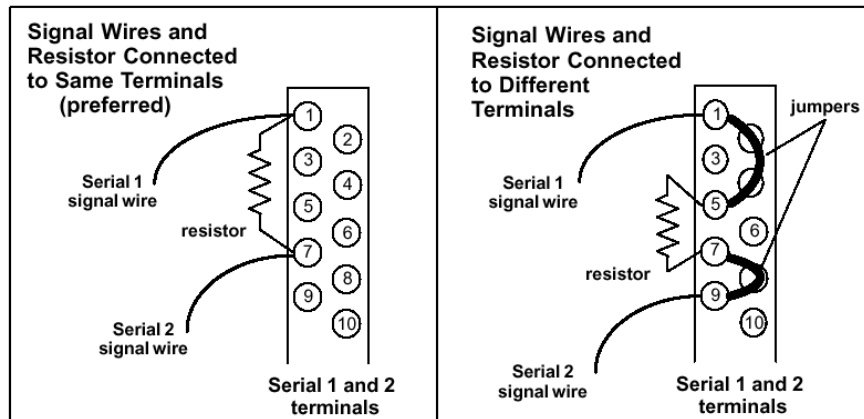 Signal Wires and
Resistor Connected
to Same Terminals
(preferred)
1
2
3
4
5
6
7
8
9
10
Serial 1
signal wire
resistor
Serial 2
signal wire
Serial 1 and 2
terminals
Signal Wires and
Resistor Connected
to Different
Terminals
jumpers
1
3
5
6
7
9
10
Serial 1
signal wire
resistor
Serial 2
signal wire
Serial 1 and 2
terminals